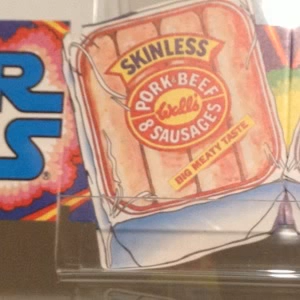 R
S®
SKINLESS
PORK & BEEF
Wall's
8 SAUSAGES
BIG MEATY TASTE